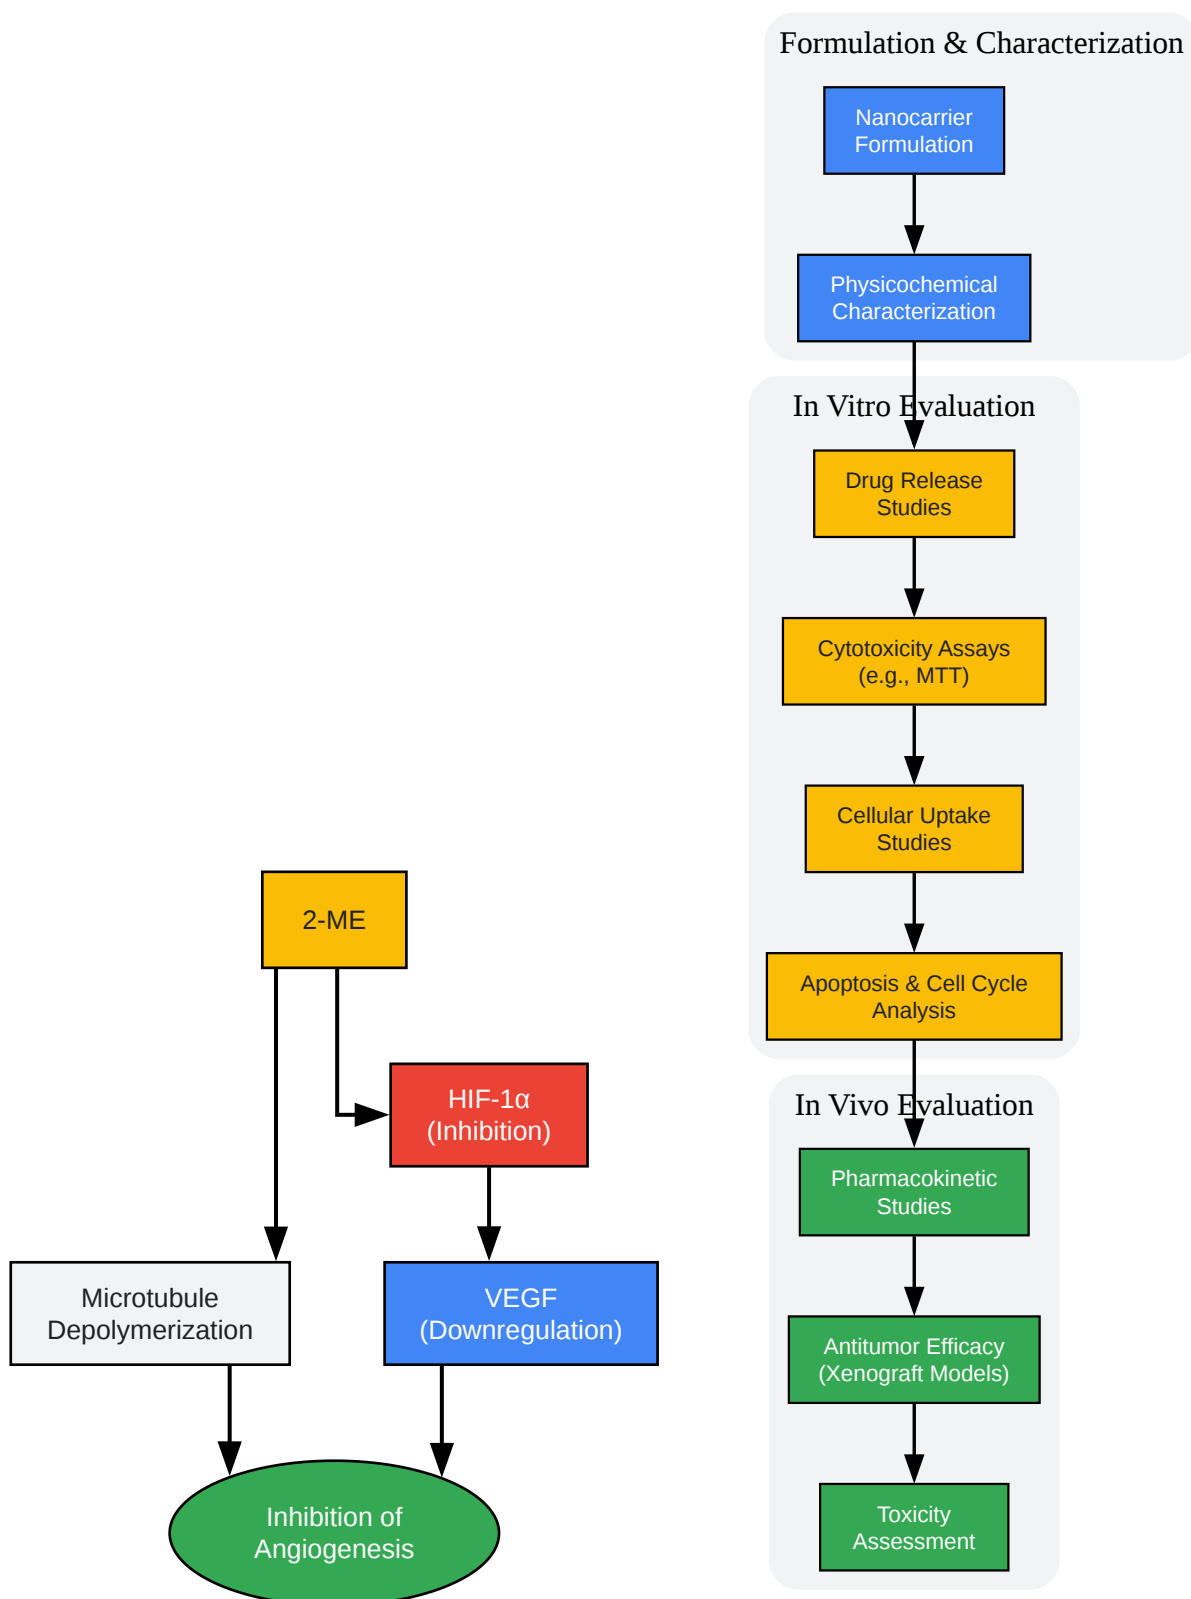 Formulation & Characterization
Nanocarrier
Formulation
Physicochemical
Characterization
In Vitro Evaluation
Drug Release
Studies
Cytotoxicity Assays
(e.g., MTT)
Cellular Uptake
Studies
Apoptosis & Cell Cycle
Analysis
In Vivo Evaluation
Pharmacokinetic
Studies
Antitumor Efficacy
(Xenograft Models)
Toxicity
Assessment
2-ME
HIF-1α
(Inhibition)
Microtubule
Depolymerization
VEGF
(Downregulation)
Inhibition of
Angiogenesis